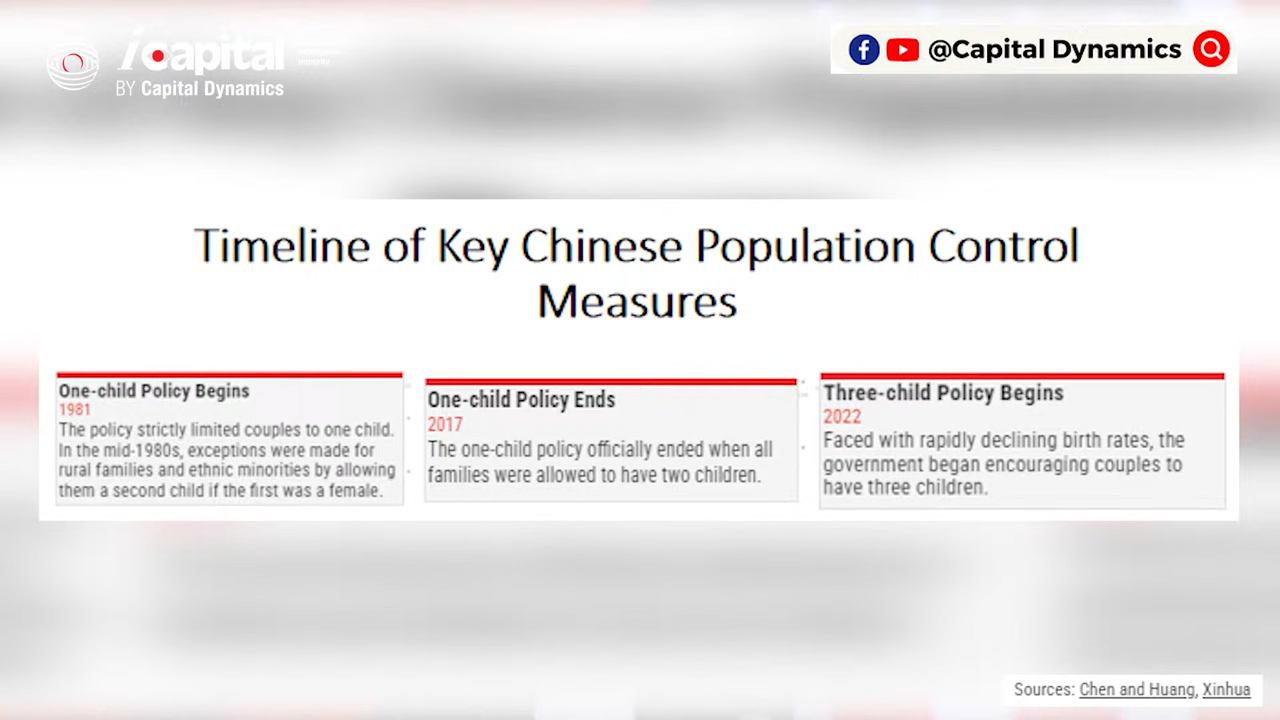 iCapital
BY Capital Dynamics
@Capital Dynamics
Timeline of Key Chinese Population Control
Measures
One-child Policy Begins
1981
The policy strictly limited couples to one child.
In the mid-1980s, exceptions were made for
rural families and ethnic minorities by allowing
them a second child if the first was a female.
One-child Policy Ends
2017
The one-child policy officially ended when all
families were allowed to have two children.
Three-child Policy Begins
2022
Faced with rapidly declining birth rates, the
government began encouraging couples to
have three children.
Sources: Chen and Huang, Xinhua